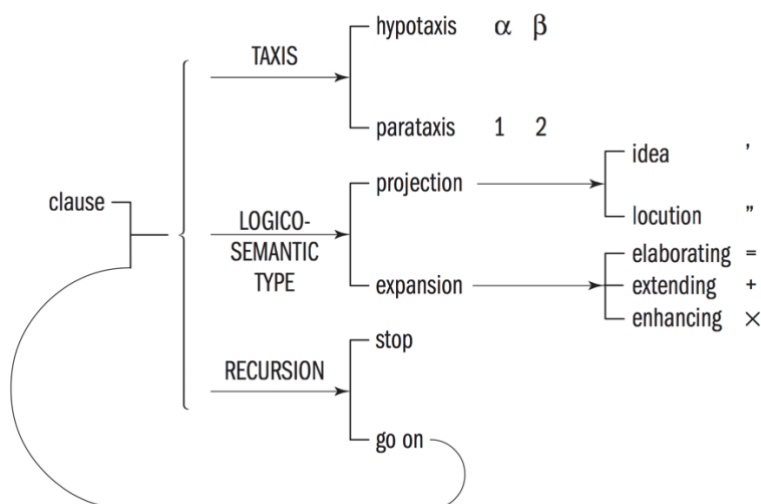 hypotaxis α β
TAXIS
parataxis 1 2
idea ’
projection
clause
locution ”
LOGICO-
SEMANTIC
TYPE
elaborating =
expansion
extending +
enhancing ×
stop
RECURSION
go on